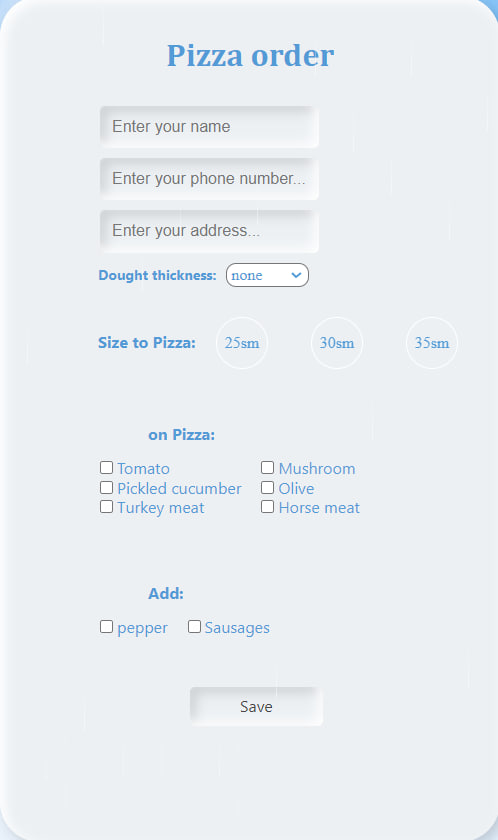 Pizza order
Enter your name
Enter your phone number...
Enter your address...
Dought thickness: none
Size to Pizza: 25sm 30sm 35sm
on Pizza:
Tomato Mushroom
Pickled cucumber Olive
Turkey meat Horse meat
Add:
pepper Sausages
Save